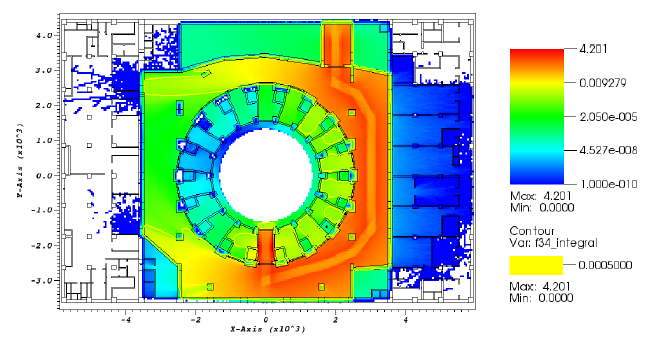 4.0
3.0
2.0
1.0
0.0
-1.0
-2.0
-3.0
Y-Axis (x10^3)
-4
-2
0
2
4
X-Axis (x10^3)
4.201
0.009279
2.050e-005
4.527e-008
1.000e-010
Max: 4.201
Min: 0.0000
Contour
Var: f34_integral
0.0005000
Max: 4.201
Min: 0.0000